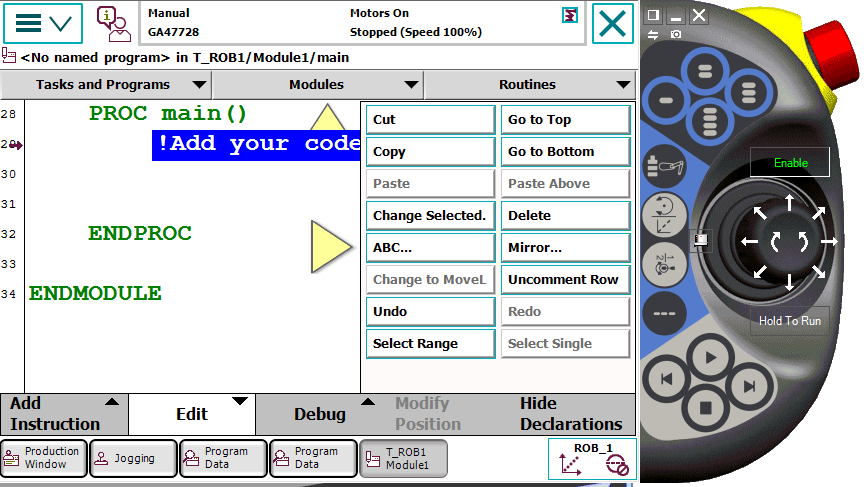 Manual
GA47728
Motors On
Stopped (Speed 100%)
<No named program> in T_ROB1/Module1/main
Tasks and Programs
Modules
Routines
28 PROC main()
29 !Add your code
30
31
32 ENDPROC
33
34 ENDMODULE
Cut
Go to Top
Copy
Go to Bottom
Paste
Paste Above
Change Selected.
Delete
ABC...
Mirror...
Change to MoveL
Uncomment Row
Undo
Redo
Select Range
Select Single
Add
Instruction
Edit
Debug
Modify
Position
Hide
Declarations
Production
Window
Jogging
Program
Data
Program
Data
T_ROB1
Module1
ROB_1
Enable
Hold To Run